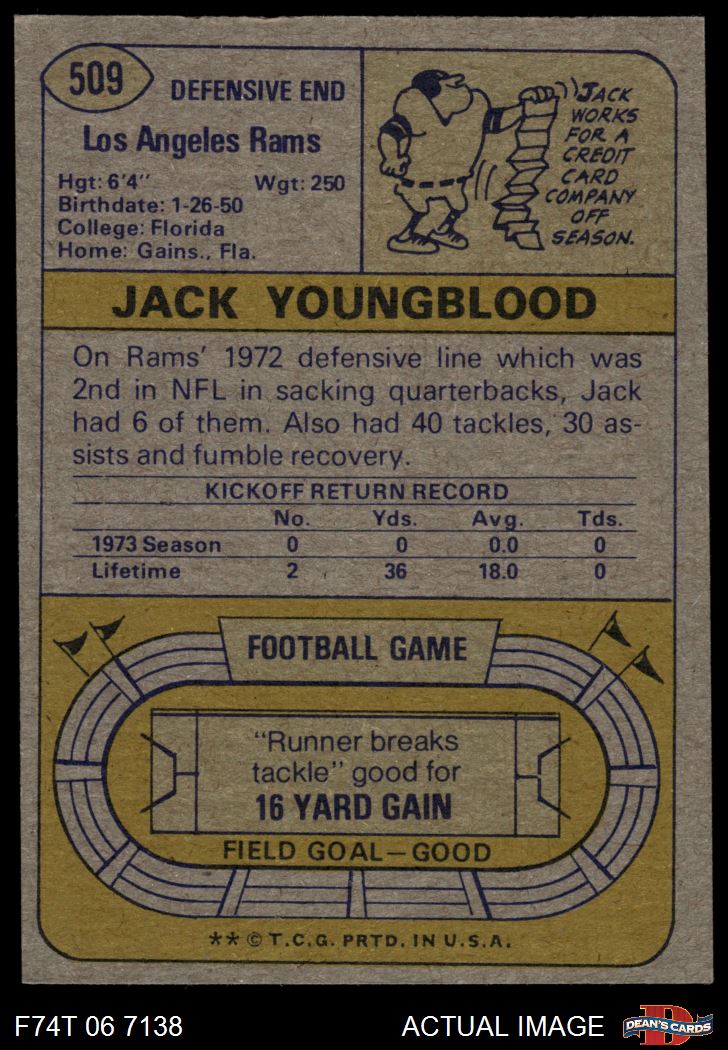 509
DEFENSIVE END
Los Angeles Rams
Hgt: 6'4" Wgt: 250
Birthdate: 1-26-50
College: Florida
Home: Gains., Fla.
JACK
WORKS
FOR A
CREDIT
CARD
COMPANY
OFF
SEASON.
JACK YOUNGBLOOD
On Rams' 1972 defensive line which was
2nd in NFL in sacking quarterbacks, Jack
had 6 of them. Also had 40 tackles, 30 as-
sists and fumble recovery.
KICKOFF RETURN RECORD
No. Yds. Avg. Tds.
1973 Season 0 0 0.0 0
Lifetime 2 36 18.0 0
FOOTBALL GAME
"Runner breaks
tackle" good for
16 YARD GAIN
FIELD GOAL—GOOD
** © T.C.G. PRTD. IN U.S.A.
F74T 06 7138 ACTUAL IMAGE
D
DEAN'S CARDS